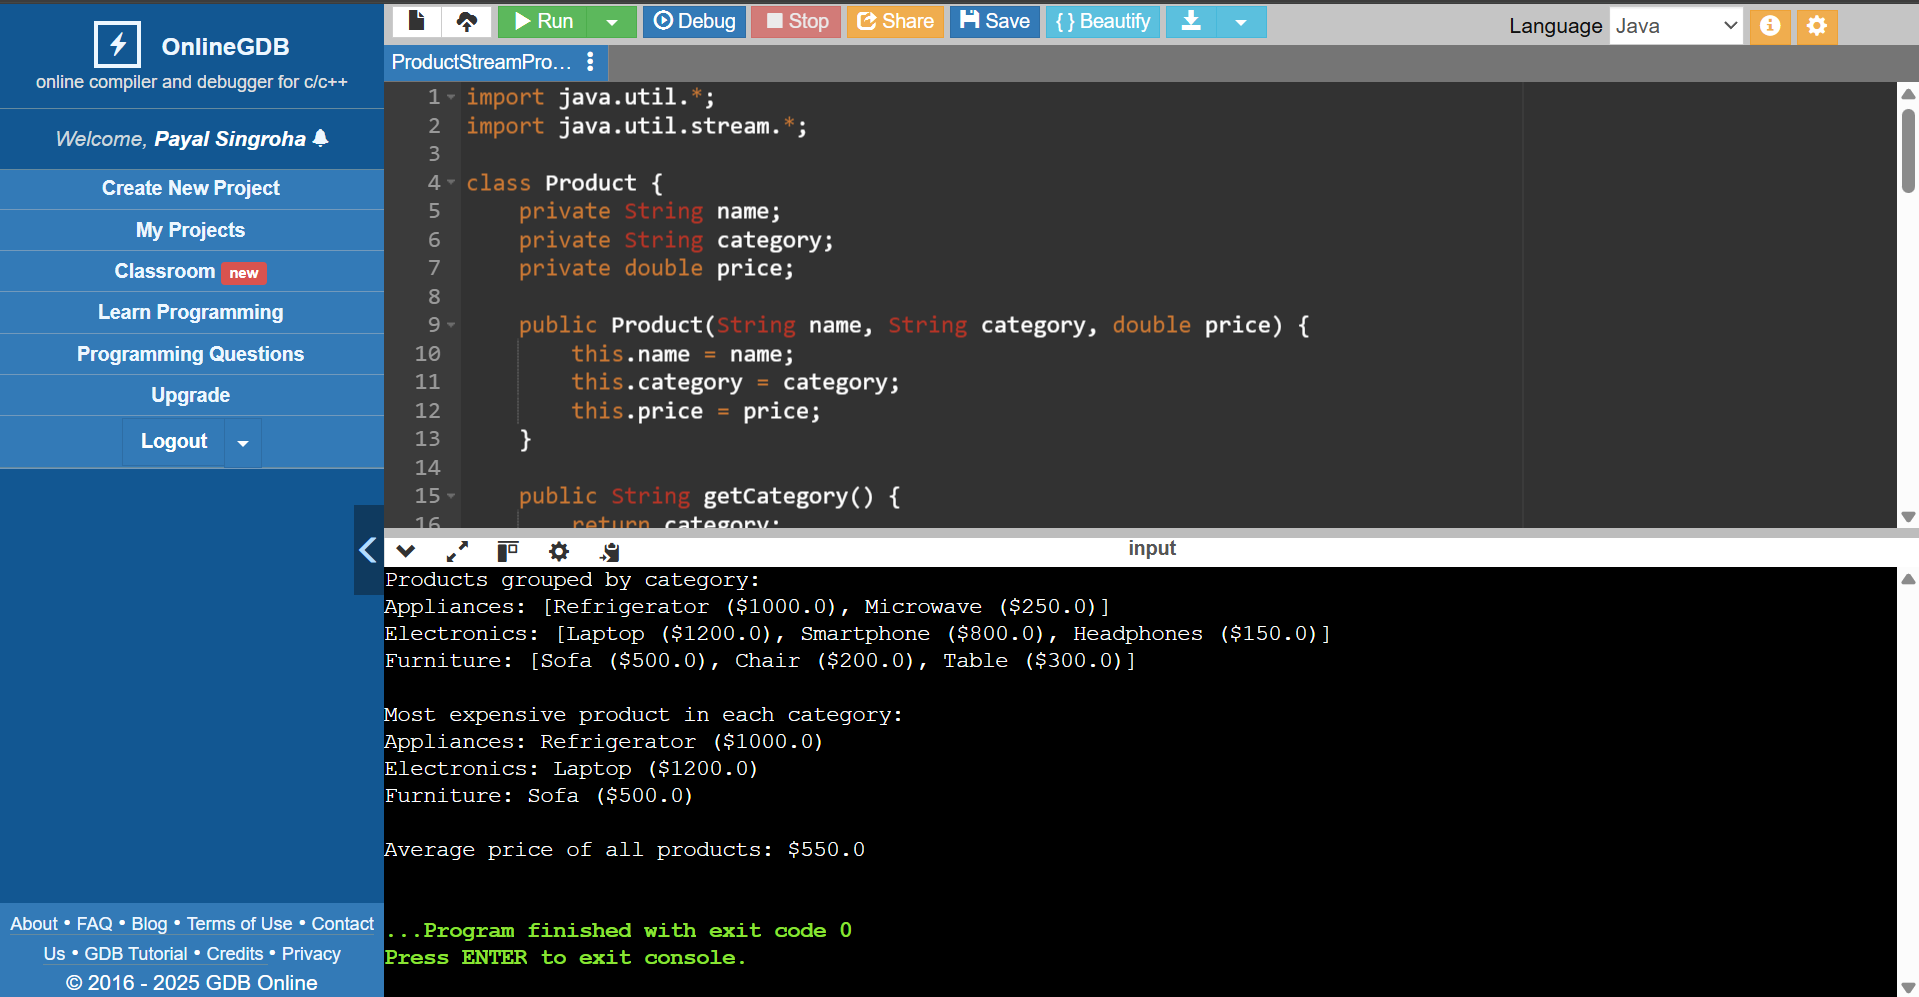 OnlineGDB
online compiler and debugger for c/c++
Welcome, Payal Singroha
Create New Project
My Projects
Classroom new
Learn Programming
Programming Questions
Upgrade
Logout
About • FAQ • Blog • Terms of Use • Contact
Us • GDB Tutorial • Credits • Privacy
© 2016 - 2025 GDB Online
Run Debug Stop Share Save { } Beautify Language Java
ProductStreamPro...
1 import java.util.*;
2 import java.util.stream.*;
3
4 class Product {
5 private String name;
6 private String category;
7 private double price;
8
9 public Product(String name, String category, double price) {
10 this.name = name;
11 this.category = category;
12 this.price = price;
13 }
14
15 public String getCategory() {
16 return category;
input
Products grouped by category:
Appliances: [Refrigerator ($1000.0), Microwave ($250.0)]
Electronics: [Laptop ($1200.0), Smartphone ($800.0), Headphones ($150.0)]
Furniture: [Sofa ($500.0), Chair ($200.0), Table ($300.0)]
Most expensive product in each category:
Appliances: Refrigerator ($1000.0)
Electronics: Laptop ($1200.0)
Furniture: Sofa ($500.0)
Average price of all products: $550.0
...Program finished with exit code 0
Press ENTER to exit console.